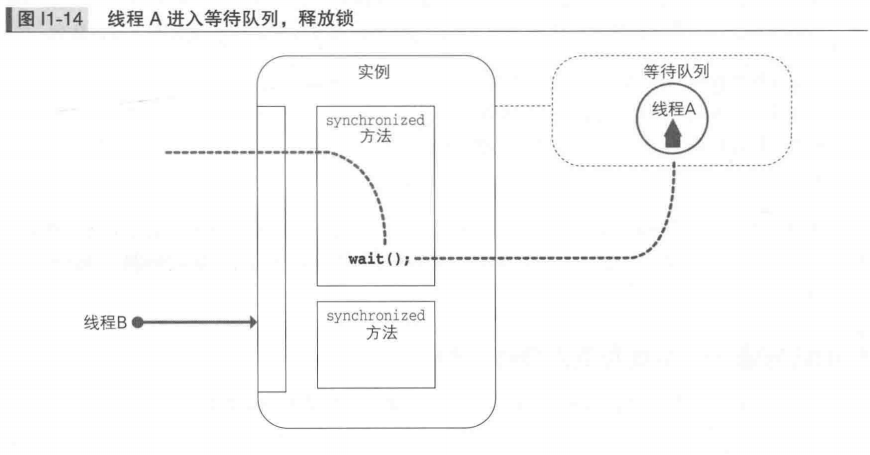 图 I1-14 线程 A 进入等待队列，释放锁
实例
等待队列
线程A
synchronized
方法
wait();
线程B
synchronized
方法